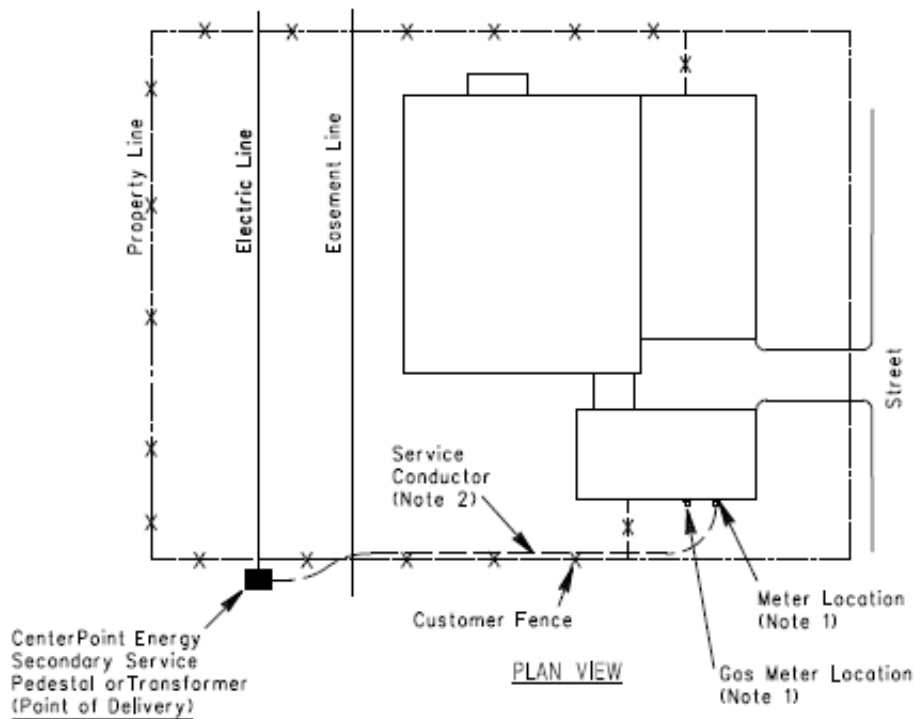 Property Line
Electric Line
Easement Line
Street
Service
Conductor
(Note 2)
Customer Fence
Meter Location
(Note 1)
CenterPoint Energy
Secondary Service
Pedestal orTransformer
(Point of Delivery)
PLAN VIEW
Gas Meter Location
(Note 1)